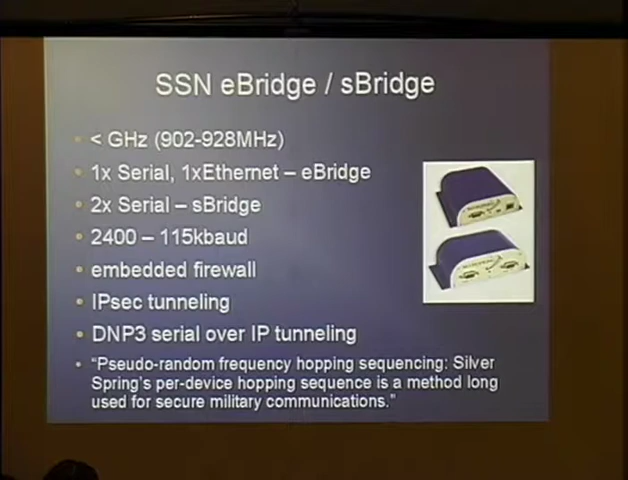 SSN eBridge / sBridge
< GHz (902-928MHz)
1x Serial, 1xEthernet – eBridge
2x Serial – sBridge
2400 – 115kbaud
embedded firewall
IPsec tunneling
DNP3 serial over IP tunneling
“Pseudo-random frequency hopping sequencing: Silver
Spring’s per-device hopping sequence is a method long
used for secure military communications.”